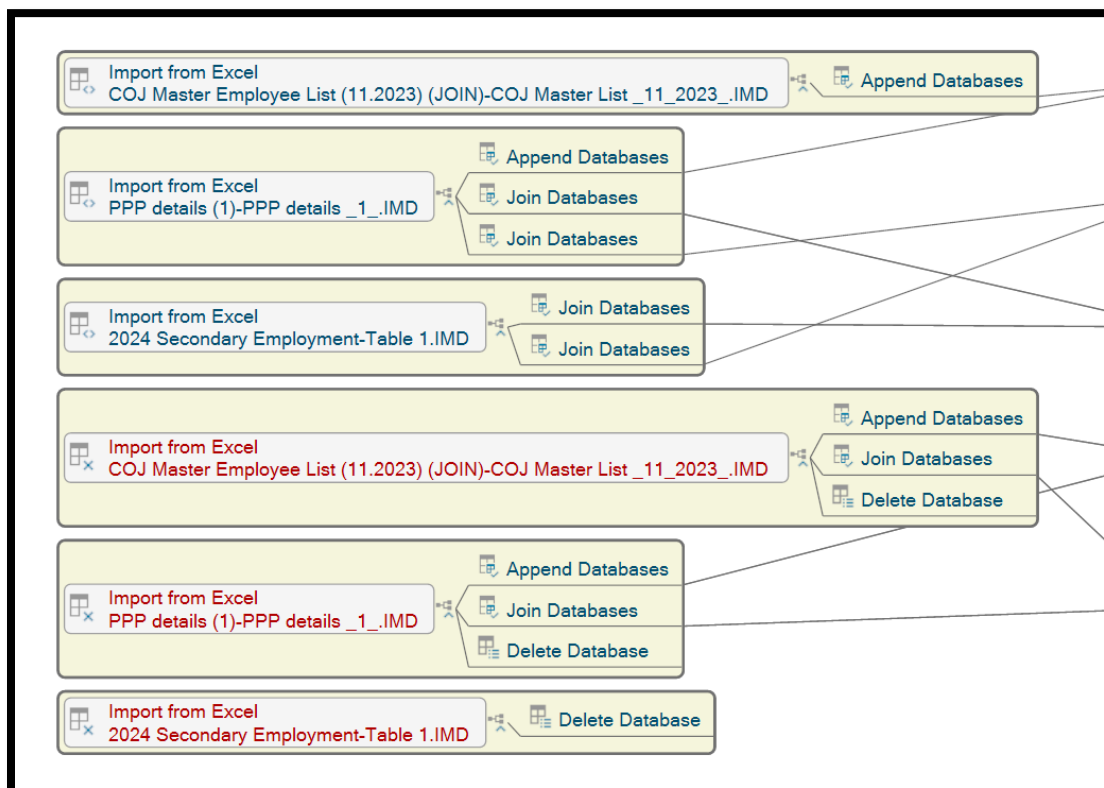 Import from Excel
COJ Master Employee List (11.2023) (JOIN)-COJ Master List _11_2023_.IMD
Append Databases
Import from Excel
PPP details (1)-PPP details _1_.IMD
Append Databases
Join Databases
Join Databases
Import from Excel
2024 Secondary Employment-Table 1.IMD
Join Databases
Join Databases
Import from Excel
COJ Master Employee List (11.2023) (JOIN)-COJ Master List _11_2023_.IMD
Append Databases
Join Databases
Delete Database
Import from Excel
PPP details (1)-PPP details _1_.IMD
Append Databases
Join Databases
Delete Database
Import from Excel
2024 Secondary Employment-Table 1.IMD
Delete Database